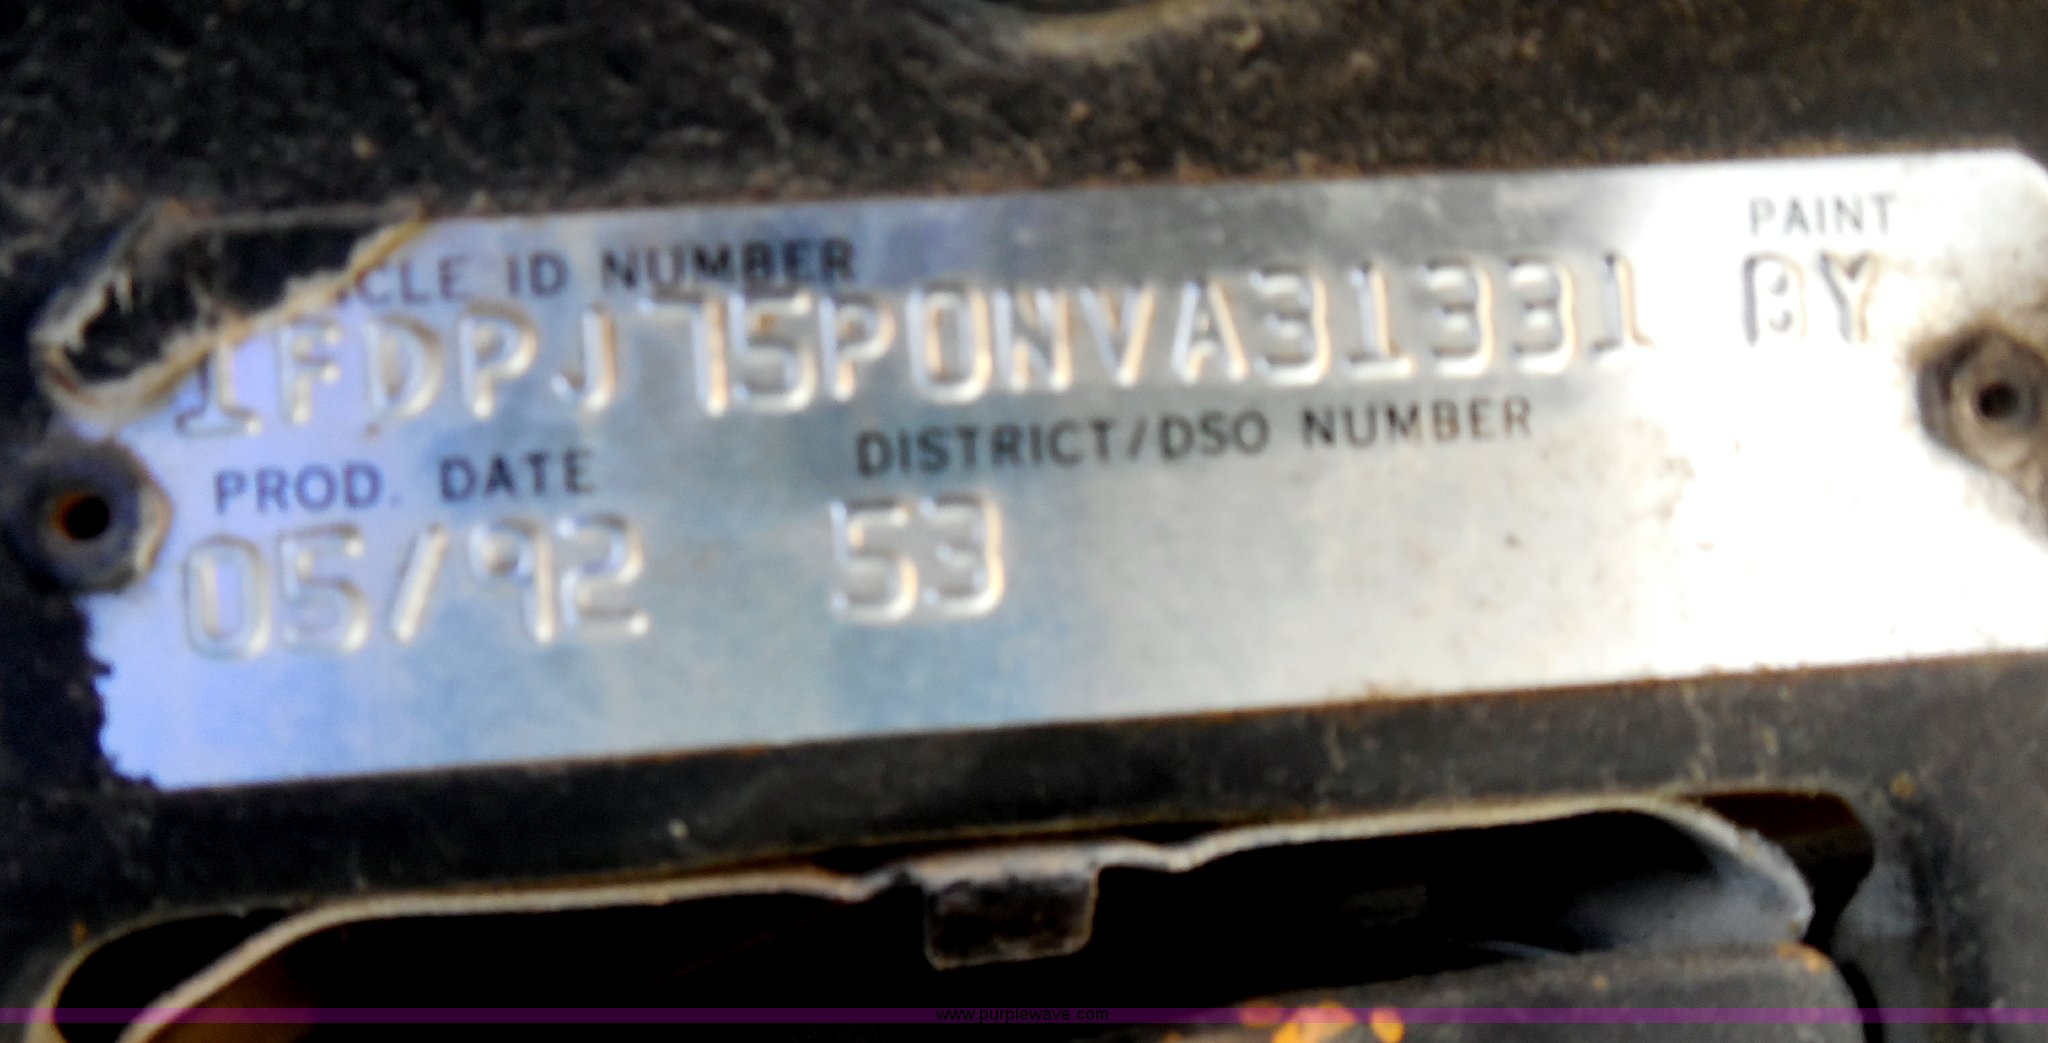 CLE ID NUMBER PAINT
1FDPJ75P0NVA31331 BY
PROD. DATE DISTRICT/DSO NUMBER
05/92 53
www.purplewave.com